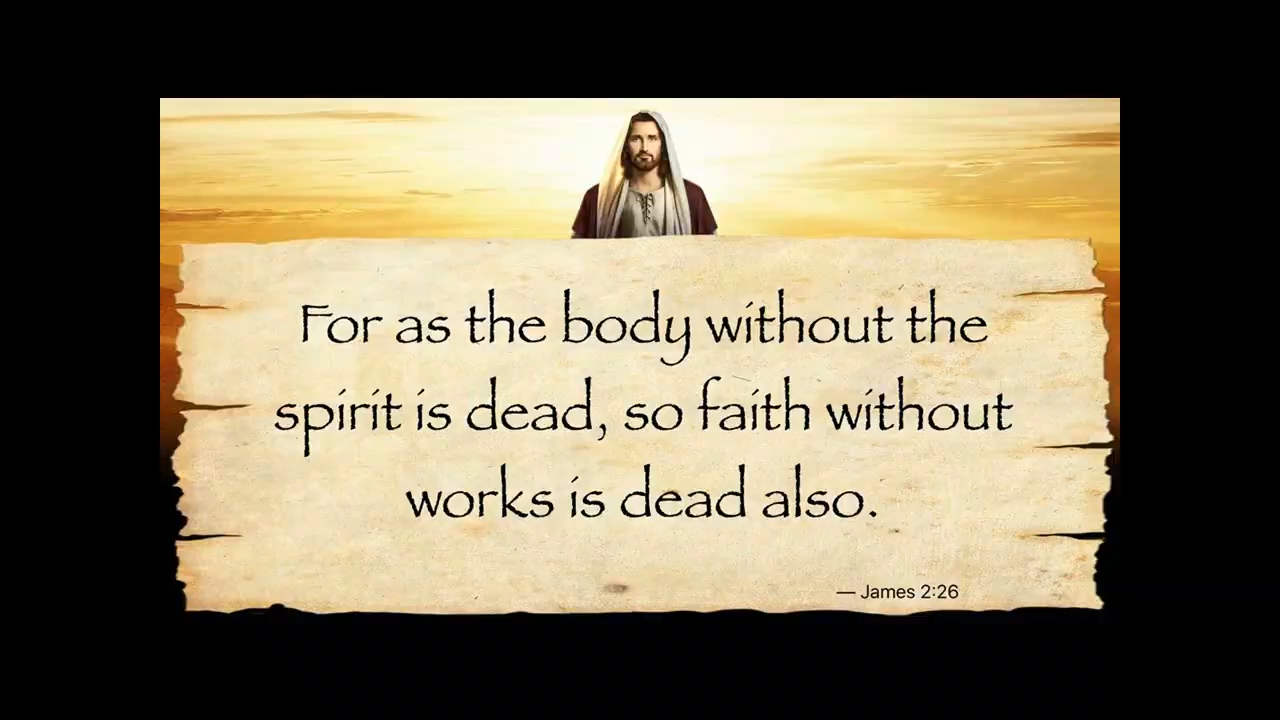 For as the body without the
spirit is dead, so faith without
works is dead also.
— James 2:26